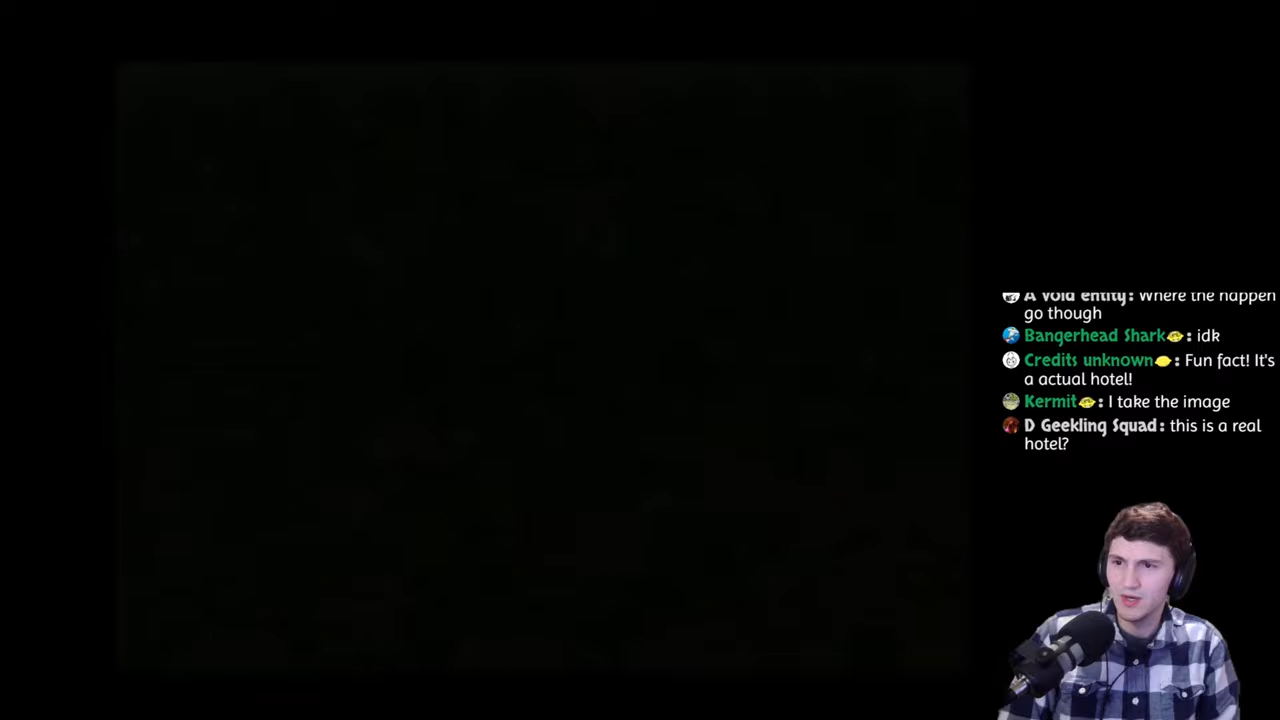 A void entity: Where the happen
go though
Bangerhead Shark: idk
Credits unknown: Fun fact! It's
a actual hotel!
Kermit: I take the image
D Geekling Squad: this is a real
hotel?